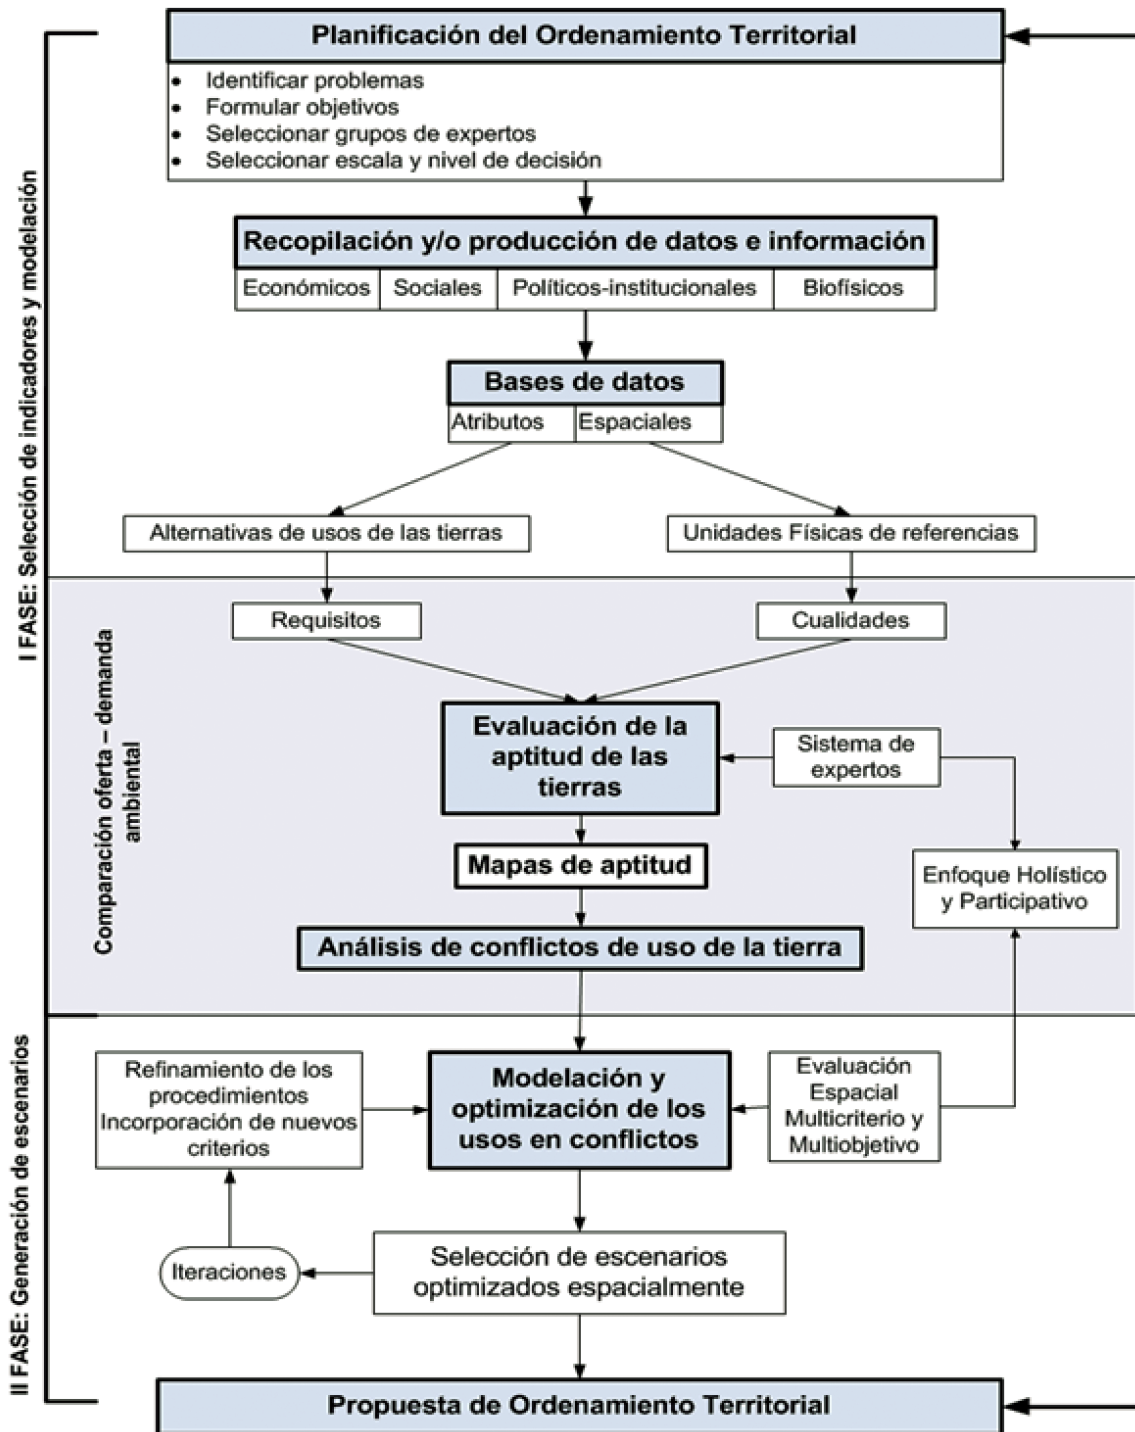 Planificación del Ordenamiento Territorial
• Identificar problemas
• Formular objetivos
• Seleccionar grupos de expertos
• Seleccionar escala y nivel de decisión
I FASE: Selección de indicadores y modelación
Recopilación y/o producción de datos e información
Económicos Sociales Políticos-institucionales Biofísicos
Bases de datos
Atributos Espaciales
Alternativas de usos de las tierras
Unidades Físicas de referencias
Comparación oferta – demanda
ambiental
Requisitos
Cualidades
Evaluación de la
aptitud de las
tierras
Sistema de
expertos
Mapas de aptitud
Enfoque Holístico
y Participativo
Análisis de conflictos de uso de la tierra
II FASE: Generación de escenarios
Refinamiento de los
procedimientos
Incorporación de nuevos
criterios
Modelación y
optimización de los
usos en conflictos
Evaluación
Espacial
Multicriterio y
Multiobjetivo
Iteraciones
Selección de escenarios
optimizados espacialmente
Propuesta de Ordenamiento Territorial